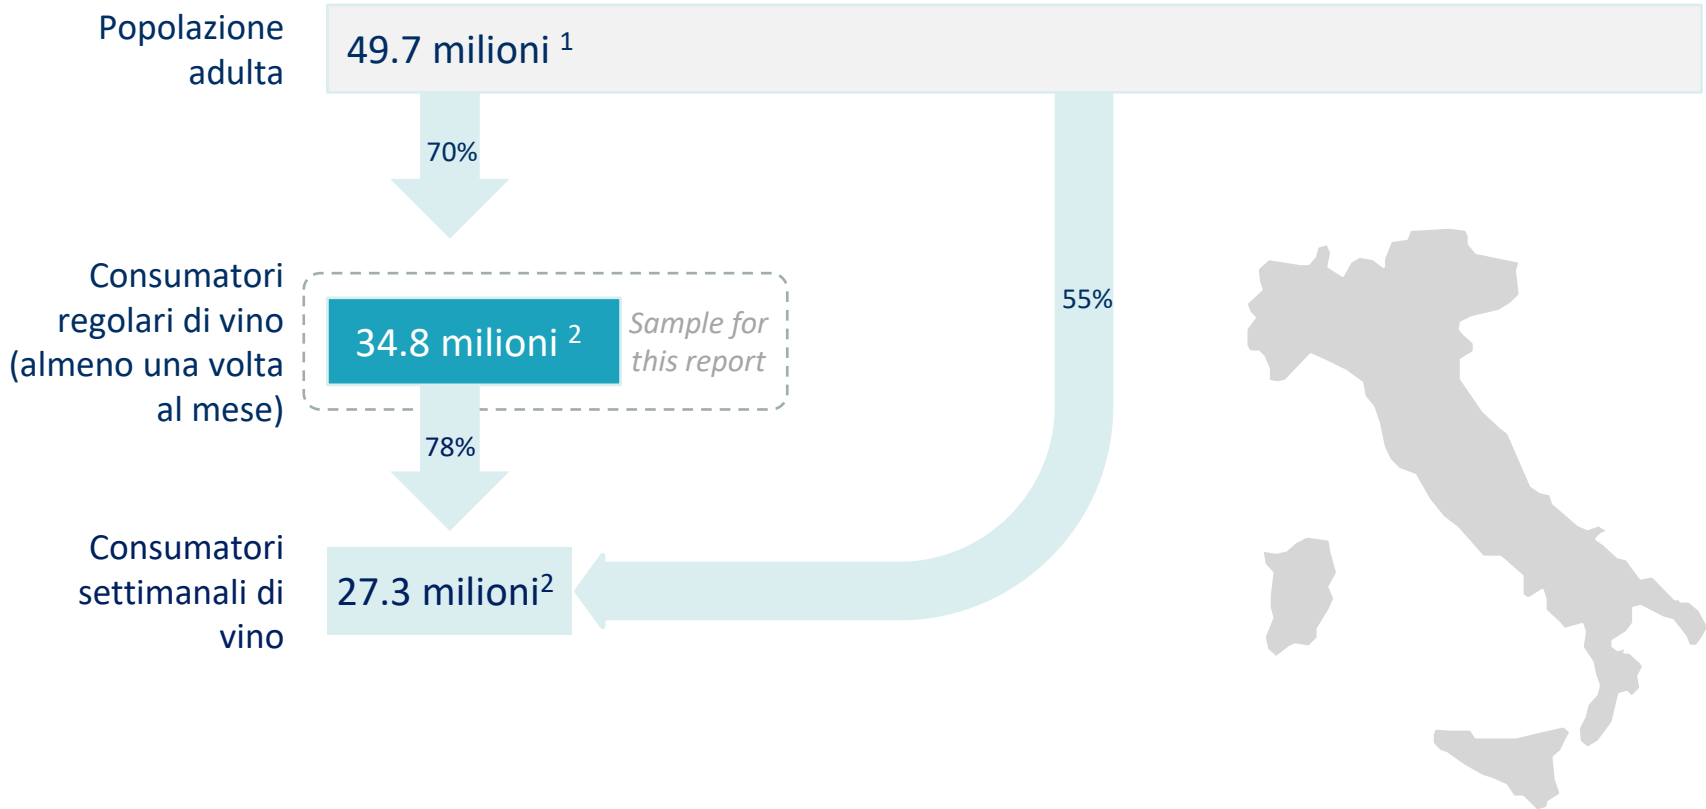 Popolazione
adulta
49.7 milioni ¹
70%
55%
Consumatori
regolari di vino
(almeno una volta
al mese)
34.8 milioni ²
Sample for
this report
78%
Consumatori
settimanali di
vino
27.3 milioni²